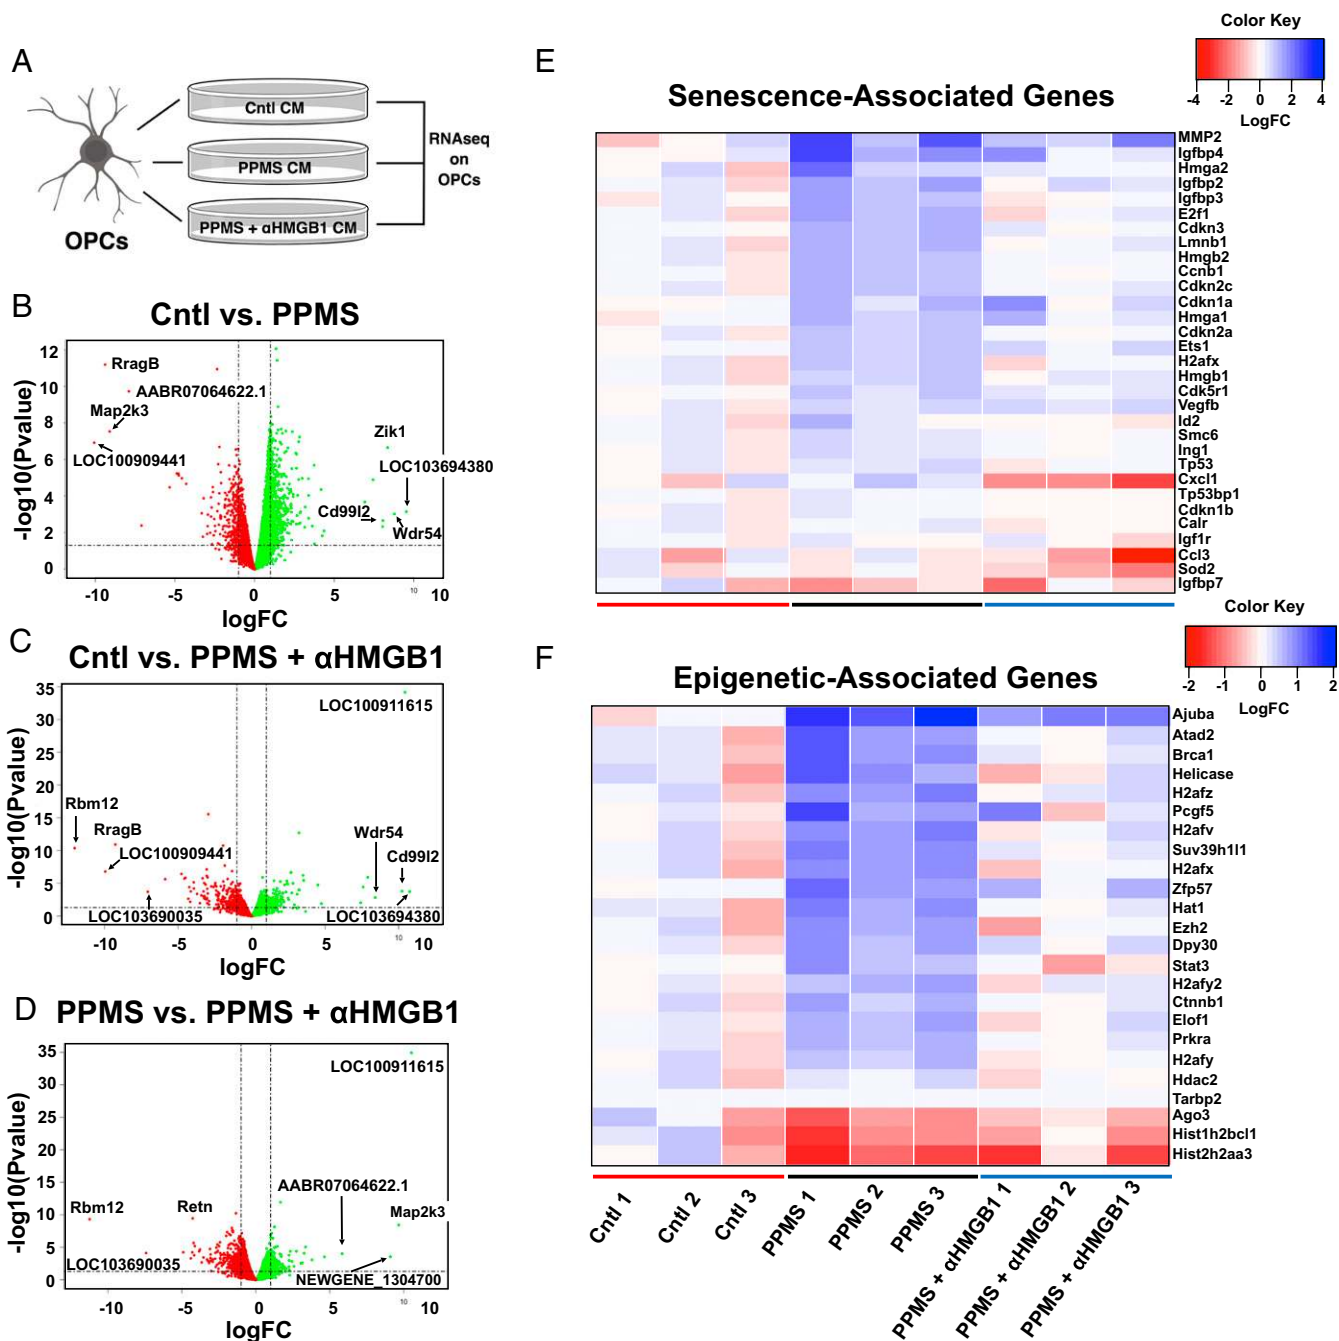 A
Cntl CM
PPMS CM
PPMS + αHMGB1 CM
OPCs
RNAseq
on
OPCs
B
Cntl vs. PPMS
-log10(Pvalue)
12
10
8
6
4
2
0
RragB
AABR07064622.1
Map2k3
LOC100909441
Zik1
LOC103694380
Cd99l2
Wdr54
-10
-5
0
5
10
10
logFC
C
Cntl vs. PPMS + αHMGB1
-log10(Pvalue)
35
30
25
20
15
10
5
0
LOC100911615
Rbm12
RragB
LOC100909441
LOC103690035
Wdr54
Cd99l2
LOC103694380
-10
-5
0
5
10
10
logFC
D
PPMS vs. PPMS + αHMGB1
-log10(Pvalue)
35
30
25
20
15
10
5
0
LOC100911615
Rbm12
Retn
LOC103690035
AABR07064622.1
Map2k3
NEWGENE_1304700
-10
-5
0
5
10
10
logFC
E
Senescence-Associated Genes
Color Key
-4
-2
0
2
4
LogFC
MMP2
Igfbp4
Hmga2
Igfbp2
Igfbp3
E2f1
Cdkn3
Lmnb1
Hmgb2
Ccnb1
Cdkn2c
Cdkn1a
Hmga1
Cdkn2a
Ets1
H2afx
Hmgb1
Cdk5r1
Vegfb
Id2
Smc6
Ing1
Tp53
Cxcl1
Tp53bp1
Cdkn1b
Calr
Igf1r
Ccl3
Sod2
Igfbp7
F
Epigenetic-Associated Genes
Color Key
-2
-1
0
1
2
LogFC
Ajuba
Atad2
Brca1
Helicase
H2afz
Pcgf5
H2afv
Suv39h1l1
H2afx
Zfp57
Hat1
Ezh2
Dpy30
Stat3
H2afy2
Ctnnb1
Elof1
Prkra
H2afy
Hdac2
Tarbp2
Ago3
Hist1h2bcl1
Hist2h2aa3
Cntl 1
Cntl 2
Cntl 3
PPMS 1
PPMS 2
PPMS 3
PPMS + αHMGB1 1
PPMS + αHMGB1 2
PPMS + αHMGB1 3